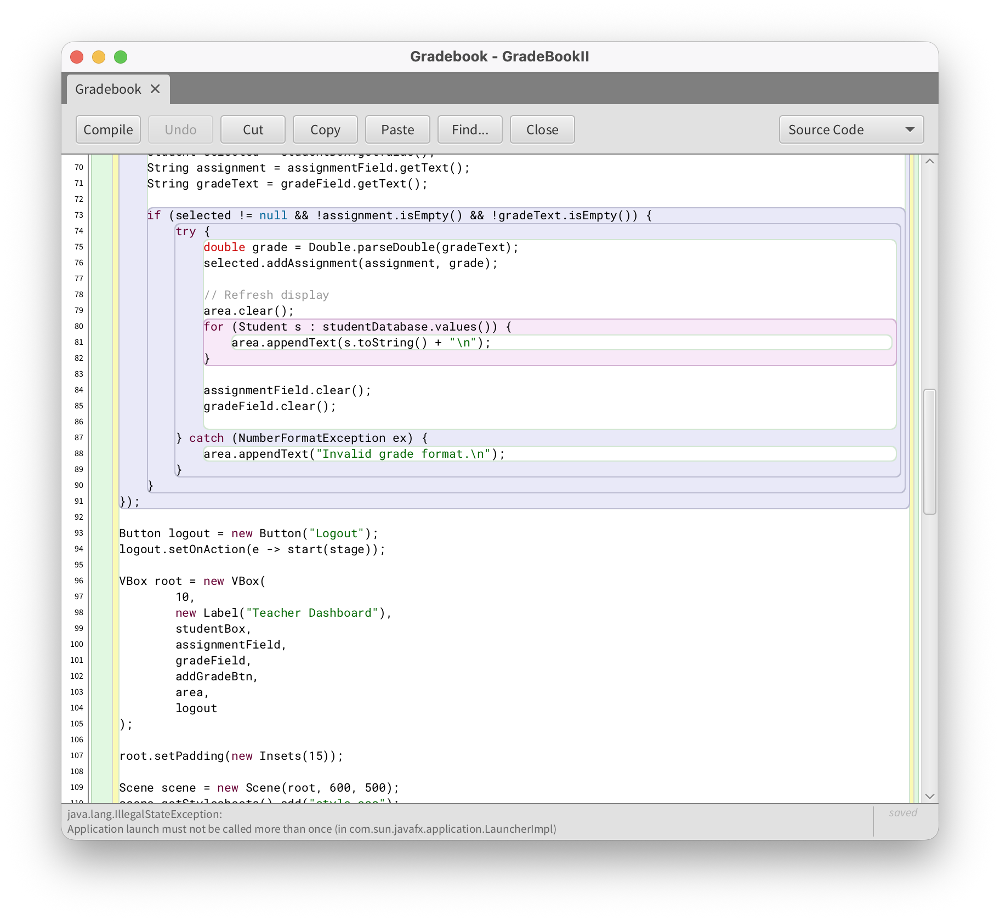 Gradebook - GradeBookII
Gradebook
Compile Undo Cut Copy Paste Find... Close Source Code
70 String assignment = assignmentField.getText();
71 String gradeText = gradeField.getText();
72
73 if (selected != null && !assignment.isEmpty() && !gradeText.isEmpty()) {
74 try {
75 double grade = Double.parseDouble(gradeText);
76 selected.addAssignment(assignment, grade);
77
78 // Refresh display
79 area.clear();
80 for (Student s : studentDatabase.values()) {
81 area.appendText(s.toString() + "\n");
82 }
83
84 assignmentField.clear();
85 gradeField.clear();
86
87 } catch (NumberFormatException ex) {
88 area.appendText("Invalid grade format.\n");
89 }
90 }
91 });
92
93 Button logout = new Button("Logout");
94 logout.setOnAction(e -> start(stage));
95
96 VBox root = new VBox(
97 10,
98 new Label("Teacher Dashboard"),
99 studentBox,
100 assignmentField,
101 gradeField,
102 addGradeBtn,
103 area,
104 logout
105 );
106
107 root.setPadding(new Insets(15));
108
109 Scene scene = new Scene(root, 600, 500);
110 scene.getStylesheets().add("style.css");
java.lang.IllegalStateException:
Application launch must not be called more than once (in com.sun.javafx.application.LauncherImpl)
saved